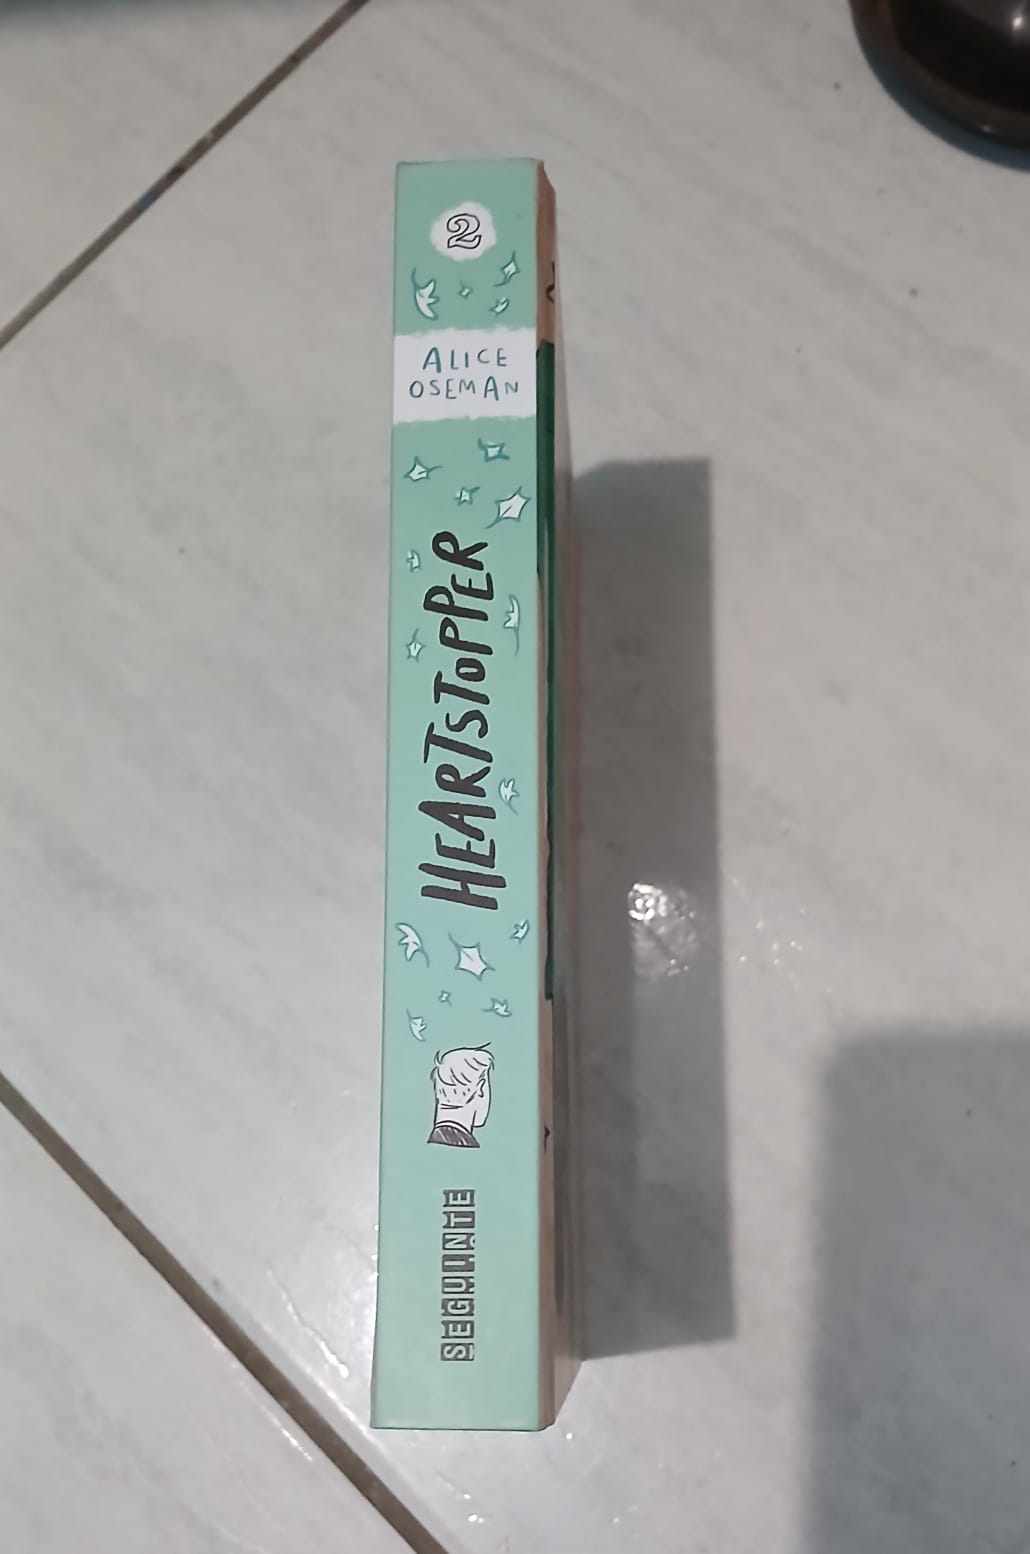 2
ALICE
OSEMAN
HEARTSTOPPER
SEGUINTE